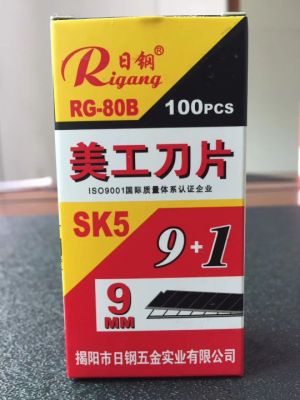 日钢®
Rigang
RG-80B 100PCS
美工刀片
ISO9001国际质量体系认证企业
SK5
9+1
9
MM
揭阳市日钢五金实业有限公司